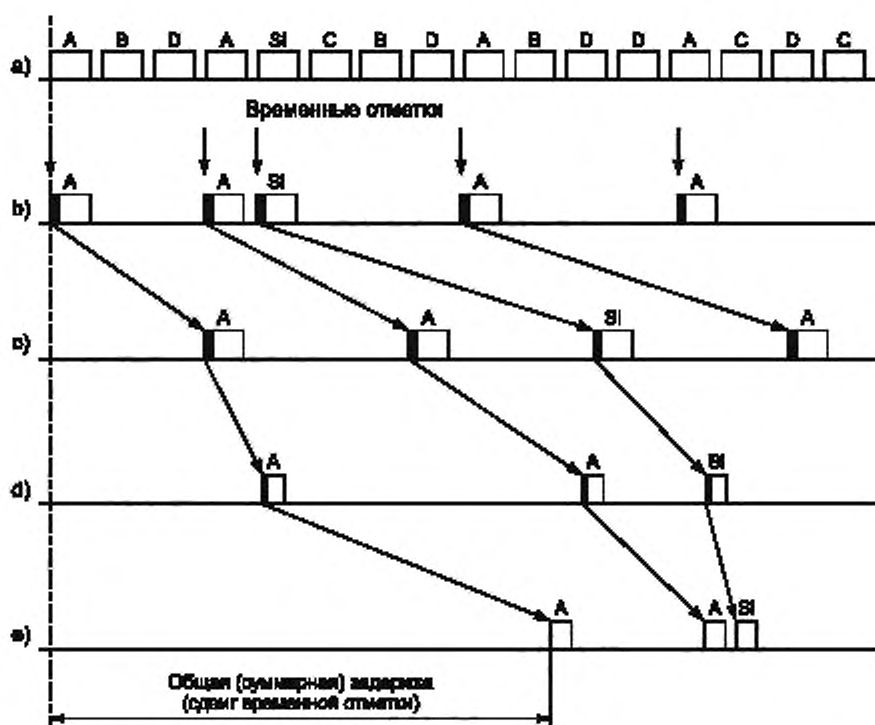 A B D A SI C B D A B D D A C D C
a)
Временные отметки
A A SI A A
b)
A A SI A
c)
A A SI
d)
A A SI
e)
Общая (суммарная) задержка
(сдвиг временной отметки)